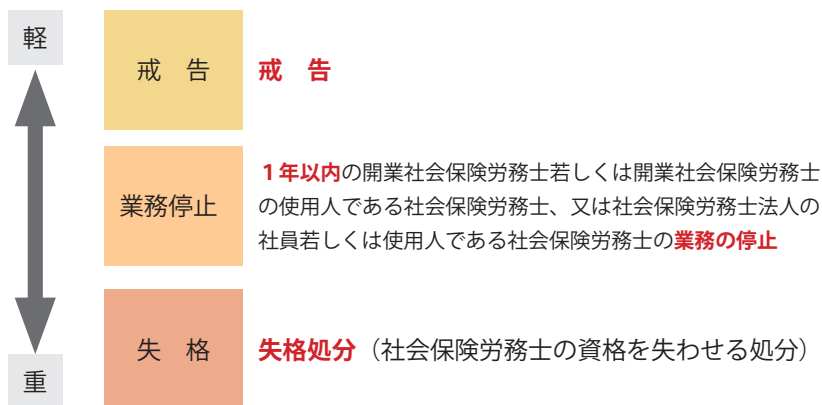 軽
戒　告
戒　告
業務停止
１年以内の開業社会保険労務士若しくは開業社会保険労務士
の使用人である社会保険労務士、又は社会保険労務士法人の
社員若しくは使用人である社会保険労務士の業務の停止
失　格
失格処分（社会保険労務士の資格を失わせる処分）
重